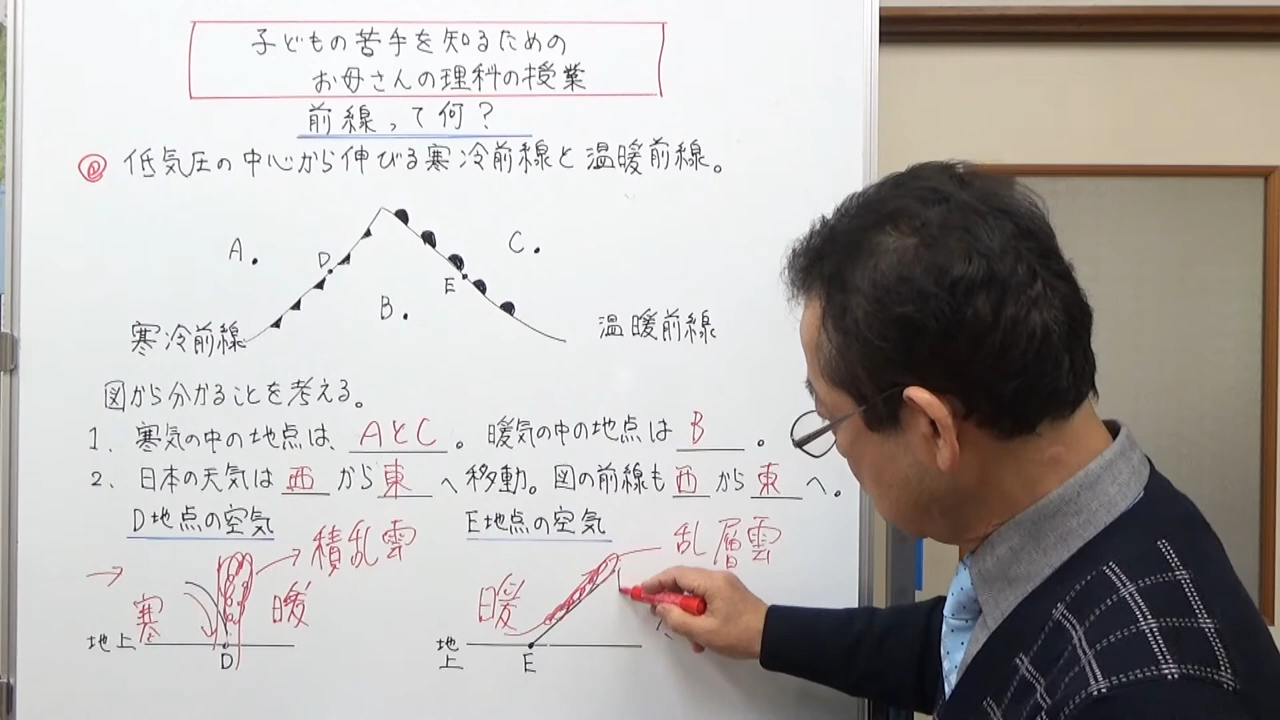 子どもの苦手を知るための
お母さんの理科の授業
前線って何？
低気圧の中心から伸びる寒冷前線と温暖前線。
A.
D
C.
E
B.
寒冷前線
温暖前線
図から分かることを考える。
1. 寒気の中の地点は、AとC。暖気の中の地点はB。
2. 日本の天気は西から東へ移動。図の前線も西から東へ。
D地点の空気
積乱雲
寒
暖
地上
D
E地点の空気
乱層雲
暖
地上
E